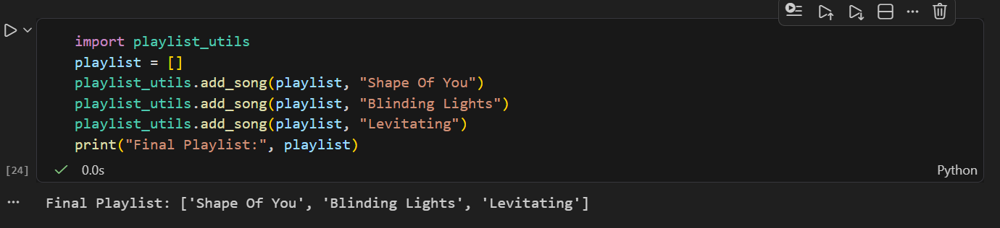 import playlist_utils
playlist = []
playlist_utils.add_song(playlist, "Shape Of You")
playlist_utils.add_song(playlist, "Blinding Lights")
playlist_utils.add_song(playlist, "Levitating")
print("Final Playlist:", playlist)
[24] 0.0s Python
Final Playlist: ['Shape Of You', 'Blinding Lights', 'Levitating']